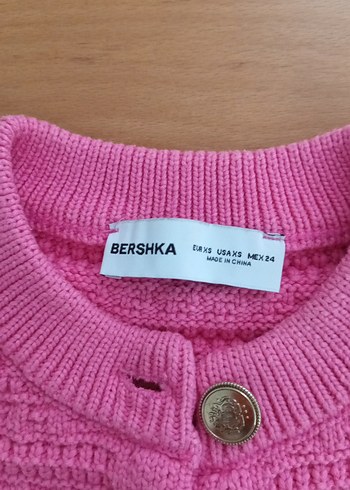 BERSHKA
EUR XS USA XS MEX 24
MADE IN CHINA